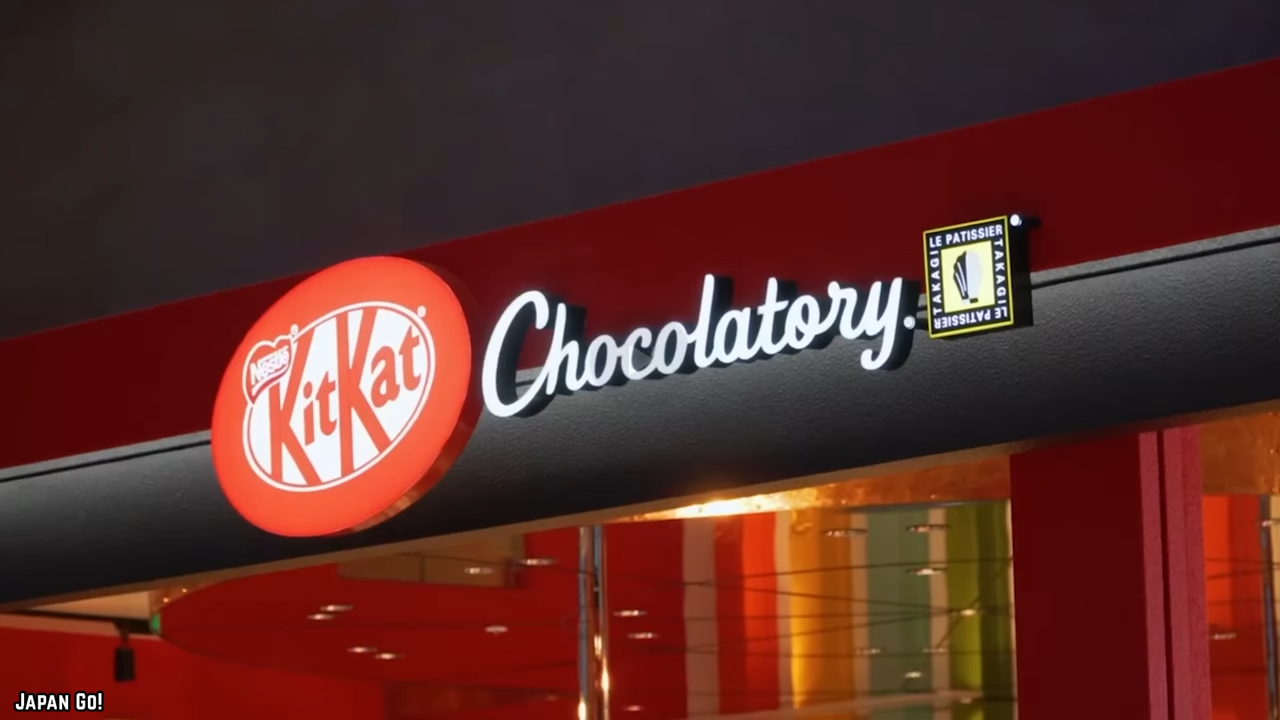 Nestlé
KitKat
Chocolatory.
LE PATISSIER
TAKAGI
LE PATISSIER
TAKAGI
JAPAN GO!